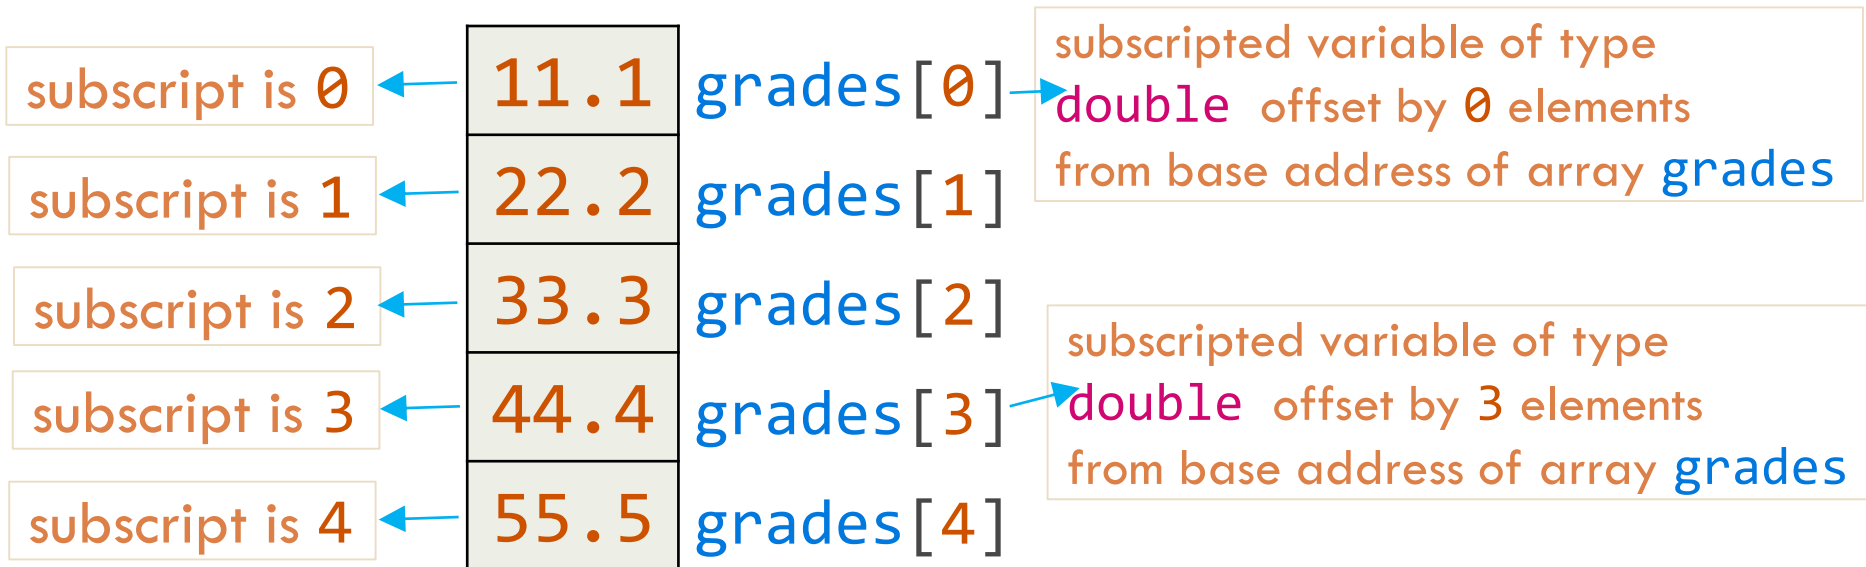 subscript is 0
11.1
grades[0]
subscripted variable of type
double offset by 0 elements
from base address of array grades
subscript is 1
22.2
grades[1]
subscript is 2
33.3
grades[2]
subscript is 3
44.4
grades[3]
subscripted variable of type
double offset by 3 elements
from base address of array grades
subscript is 4
55.5
grades[4]